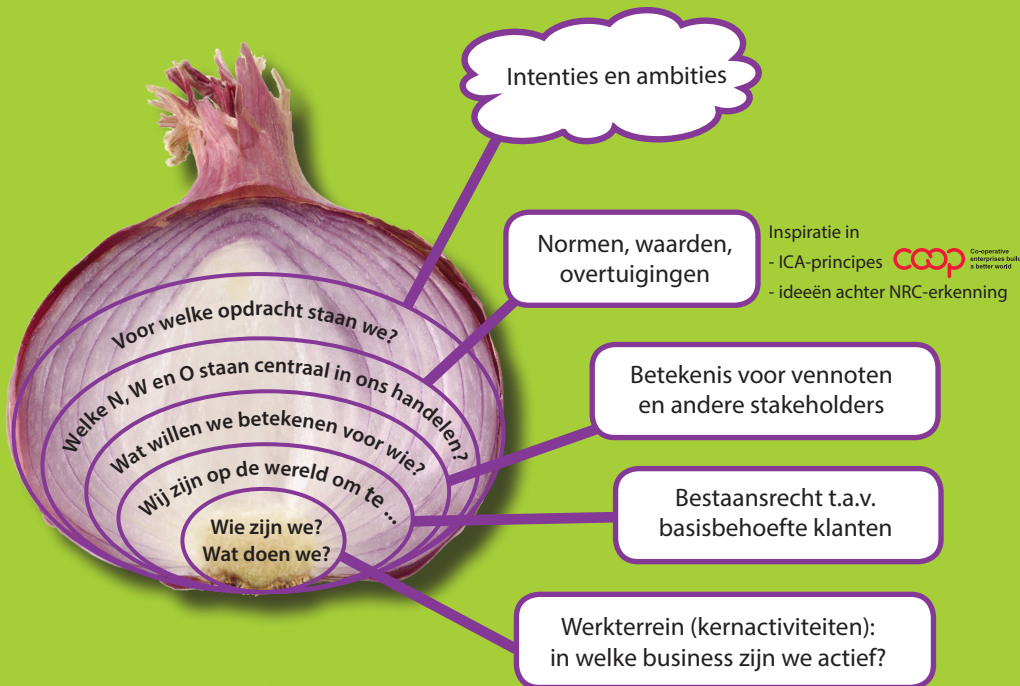 Intenties en ambities
Normen, waarden,
overtuigingen
Inspiratie in
- ICA-principes
coop
Co-operative
enterprises build
a better world
- ideeën achter NRC-erkenning
Voor welke opdracht staan we?
Welke N, W en O staan centraal in ons handelen?
Betekenis voor vennoten
en andere stakeholders
Wat willen we betekenen voor wie?
Wij zijn op de wereld om te ...
Bestaansrecht t.a.v.
basisbehoefte klanten
Wie zijn we?
Wat doen we?
Werkterrein (kernactiviteiten):
in welke business zijn we actief?